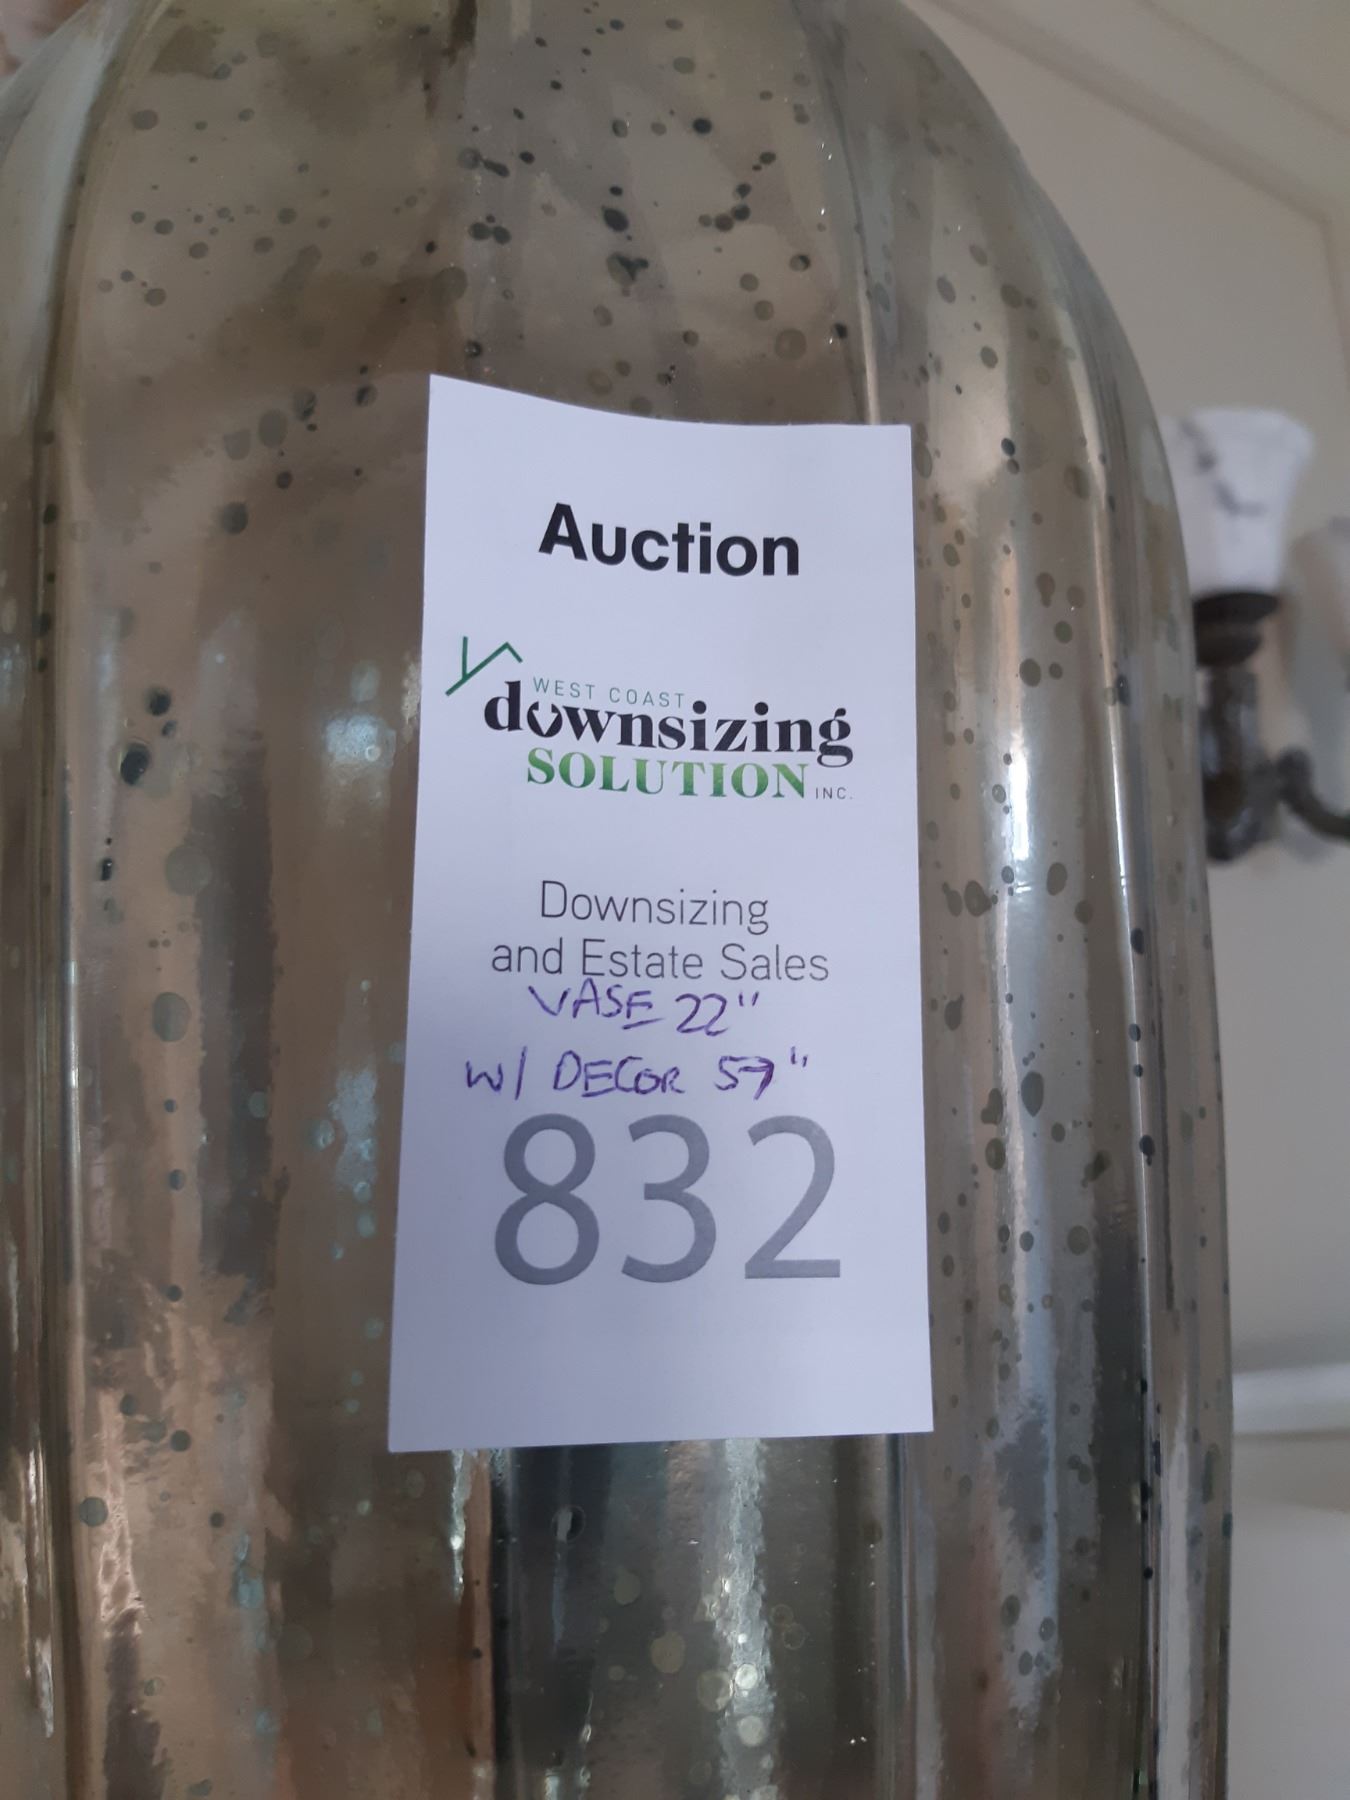 Auction
WEST COAST
downsizing
SOLUTION INC.
Downsizing
and Estate Sales
VASE 22"
W/ DECOR 57"
832